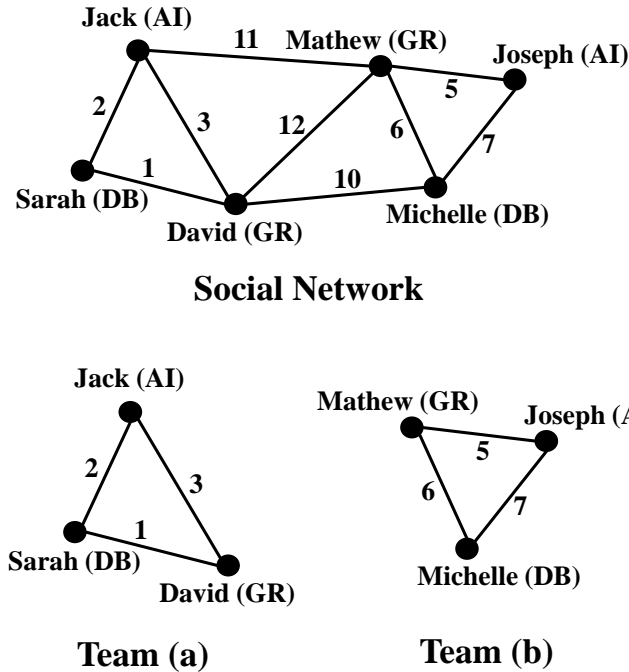 Jack (AI)
11
Mathew (GR)
Joseph (AI)
2
3
12
5
6
7
1
10
Sarah (DB)
David (GR)
Michelle (DB)
Social Network
Jack (AI)
2
3
1
Sarah (DB)
David (GR)
Team (a)
Mathew (GR)
Joseph (A
5
6
7
Michelle (DB)
Team (b)